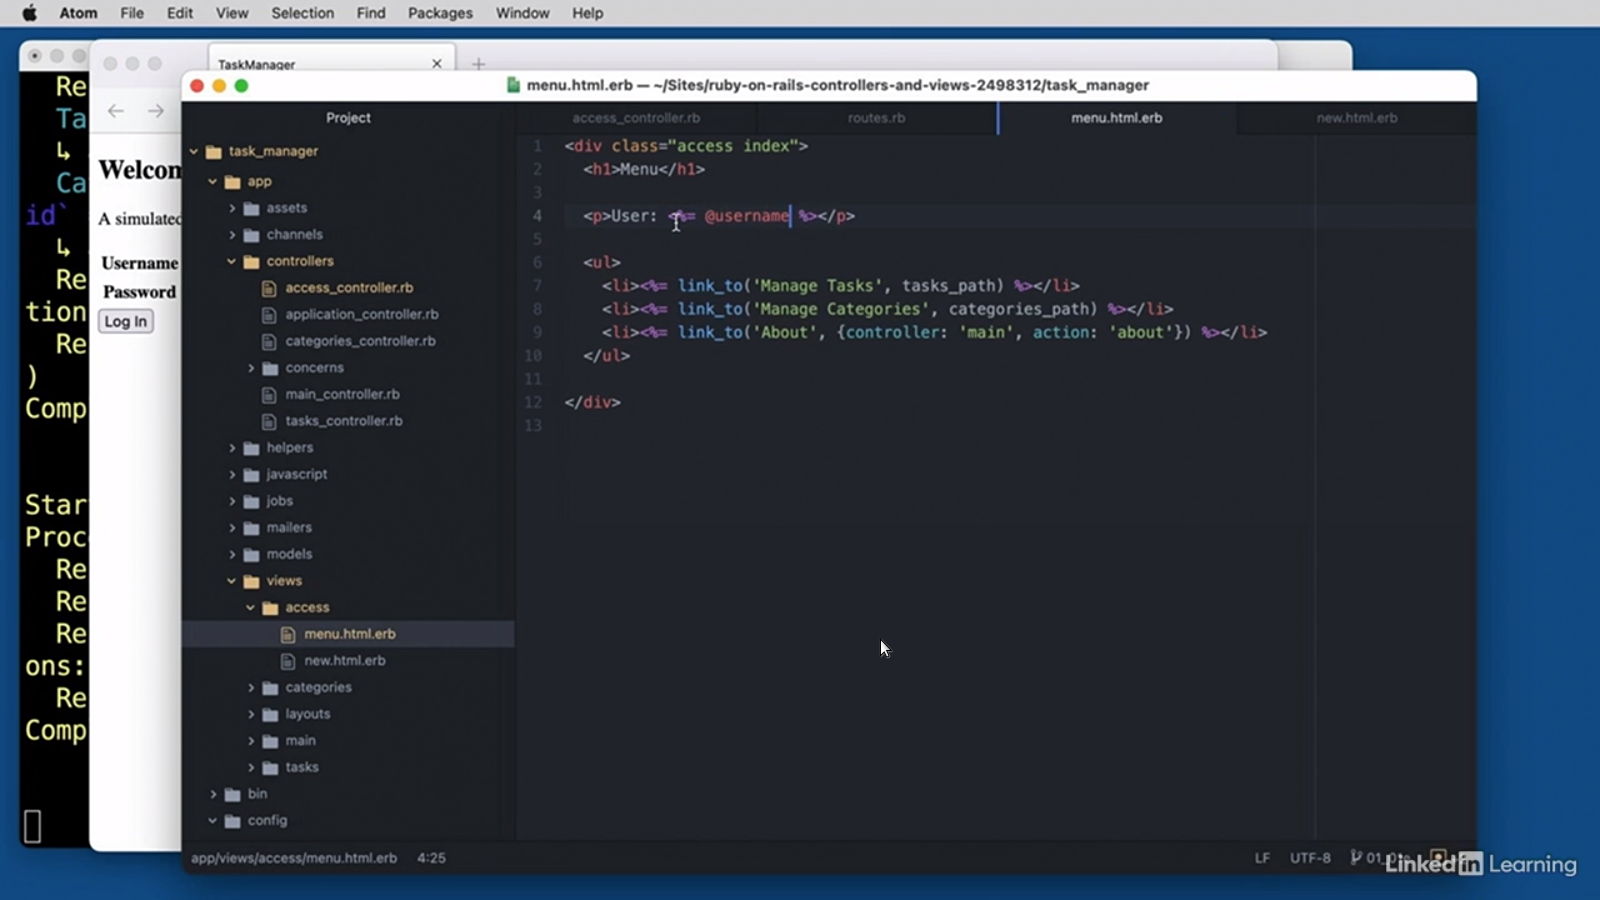 Atom File Edit View Selection Find Packages Window Help
TaskManager
menu.html.erb — ~/Sites/ruby-on-rails-controllers-and-views-2498312/task_manager
Project
access_controller.rb routes.rb menu.html.erb new.html.erb
task_manager
app
assets
channels
controllers
access_controller.rb
application_controller.rb
categories_controller.rb
concerns
main_controller.rb
tasks_controller.rb
helpers
javascript
jobs
mailers
models
views
access
menu.html.erb
new.html.erb
categories
layouts
main
tasks
bin
config
1 <div class="access index">
2 <h1>Menu</h1>
3
4 <p>User: <%= @username %></p>
5
6 <ul>
7 <li><%= link_to('Manage Tasks', tasks_path) %></li>
8 <li><%= link_to('Manage Categories', categories_path) %></li>
9 <li><%= link_to('About', {controller: 'main', action: 'about'}) %></li>
10 </ul>
11
12 </div>
13
Re
Ta
↳
Ca
id`
↳
Re
tion
Re
)
Comp
Star
Proc
Re
Re
Re
ons:
Re
Comp
Welcom
A simulated
Username
Password
Log In
app/views/access/menu.html.erb 4:25
LF UTF-8
LinkedIn Learning